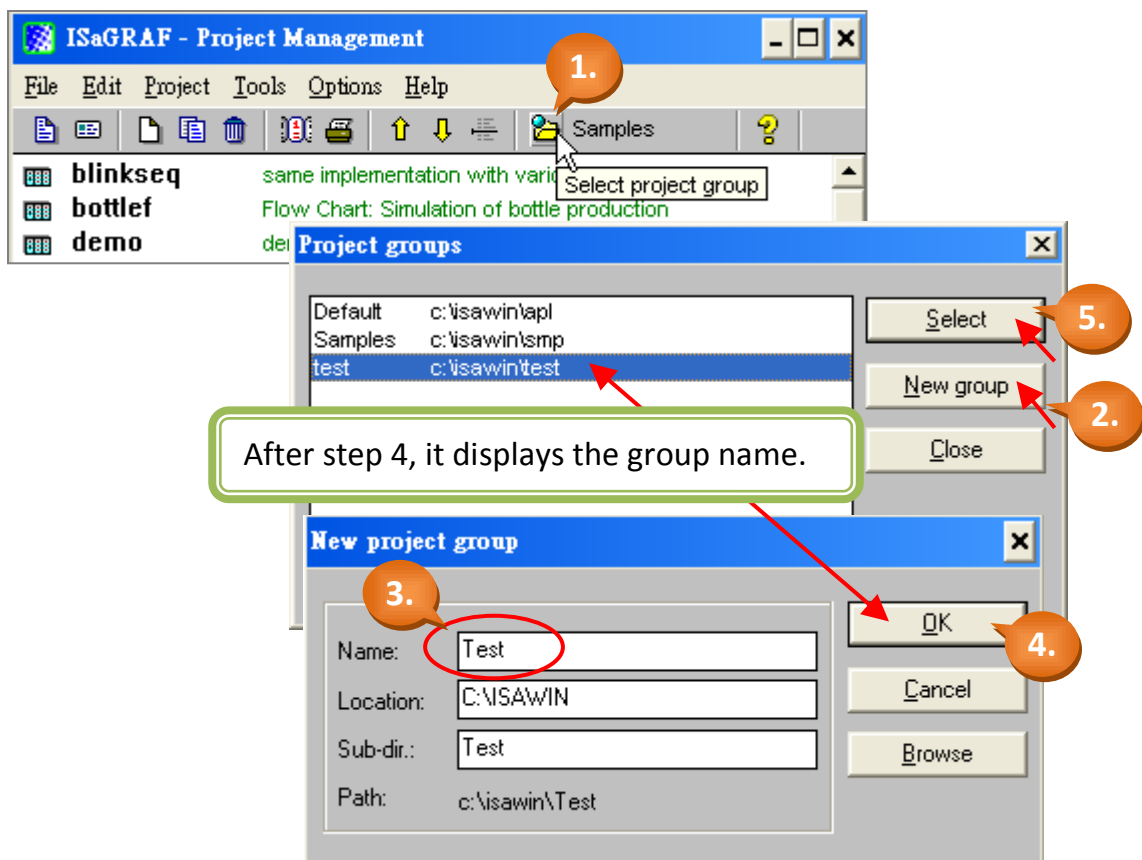 ISaGRAF - Project Management
1.
File Edit Project Tools Options Help
Samples
blinkseq same implementation with vario
Select project group
bottlef Flow Chart: Simulation of bottle production
demo
Project groups
Default c:\isawin\apl
Select
5.
Samples c:\isawin\smp
test c:\isawin\test
New group
2.
After step 4, it displays the group name.
Close
New project group
3.
OK
4.
Name: Test
Location: C:\ISAWIN
Cancel
Sub-dir.: Test
Browse
Path: c:\isawin\Test